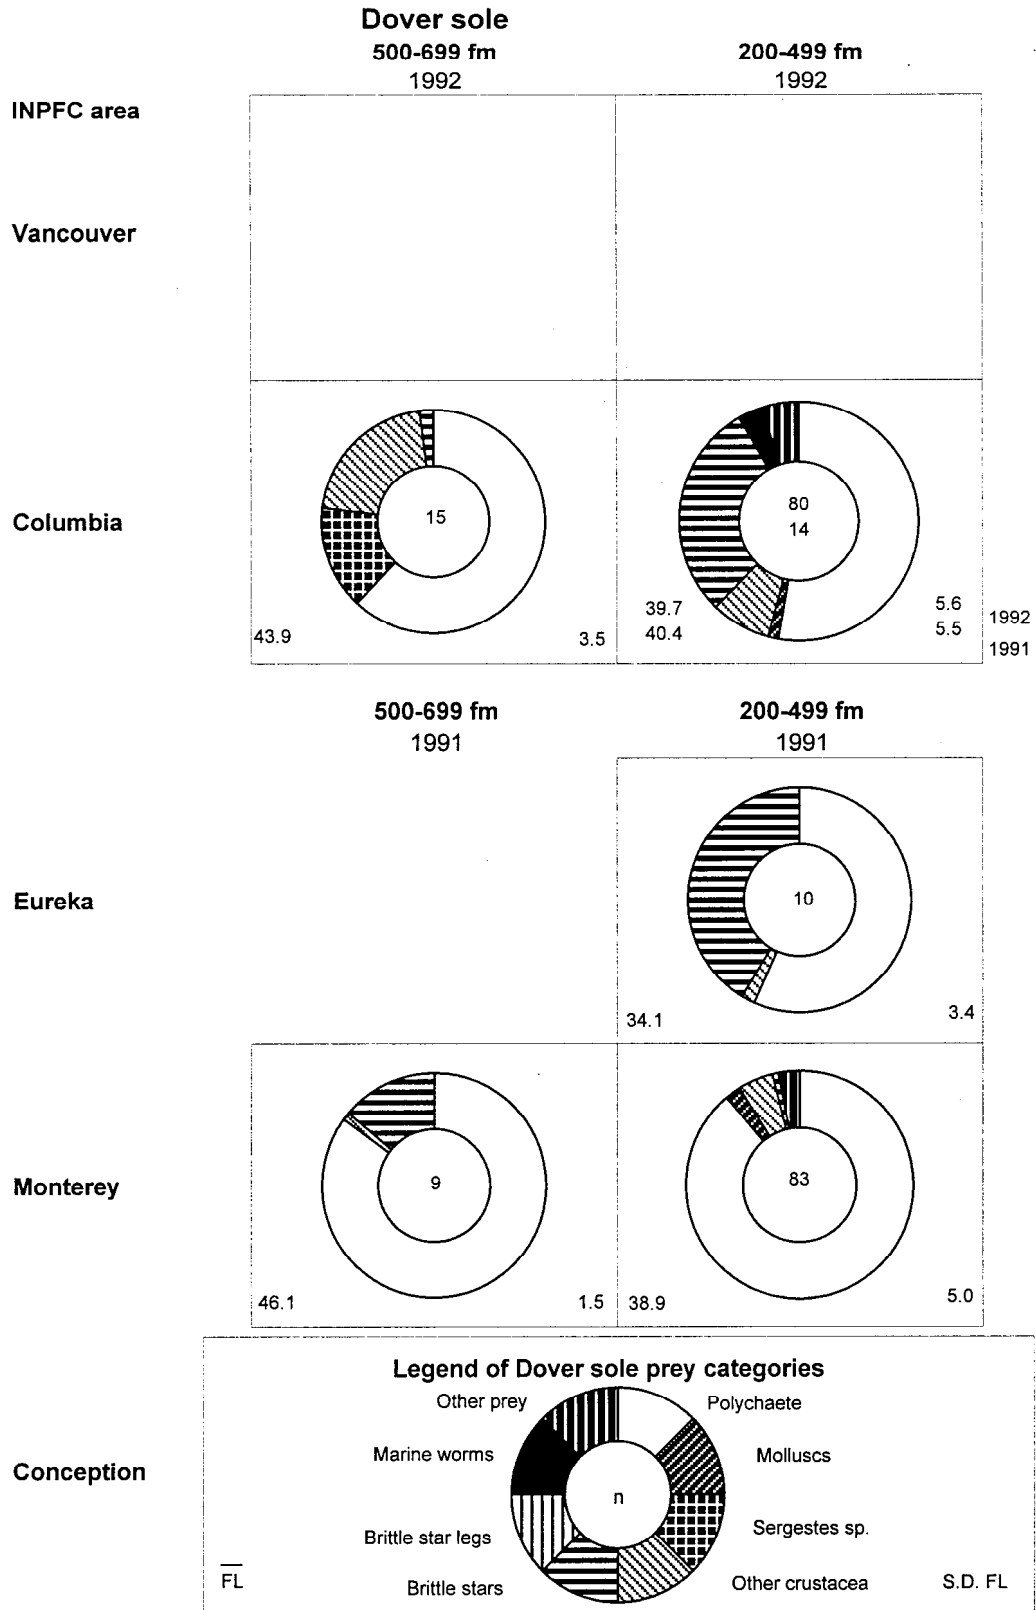 Dover sole
500-699 fm 200-499 fm
1992 1992
INPFC area
Vancouver
Columbia
15
80
14
43.9 3.5
39.7 5.6 1992
40.4 5.5 1991
500-699 fm 200-499 fm
1991 1991
Eureka
10
34.1 3.4
Monterey
9
83
46.1 1.5
38.9 5.0
Legend of Dover sole prey categories
Other prey Polychaete
Marine worms Molluscs
Conception
n
Brittle star legs Sergestes sp.
FL Brittle stars Other crustacea S.D. FL